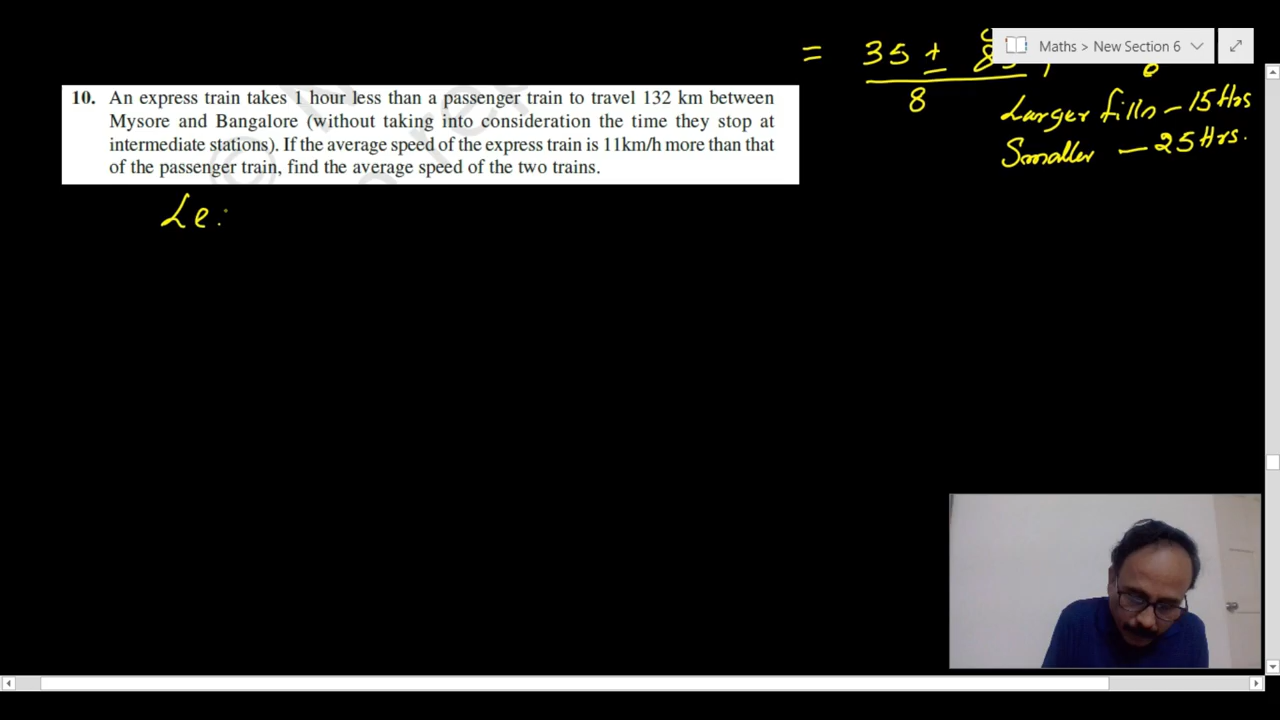 = 35 ±
8
Maths > New Section 6
Larger fills - 15 Hrs
Smaller - 25 Hrs.
10. An express train takes 1 hour less than a passenger train to travel 132 km between
Mysore and Bangalore (without taking into consideration the time they stop at
intermediate stations). If the average speed of the express train is 11km/h more than that
of the passenger train, find the average speed of the two trains.
Le